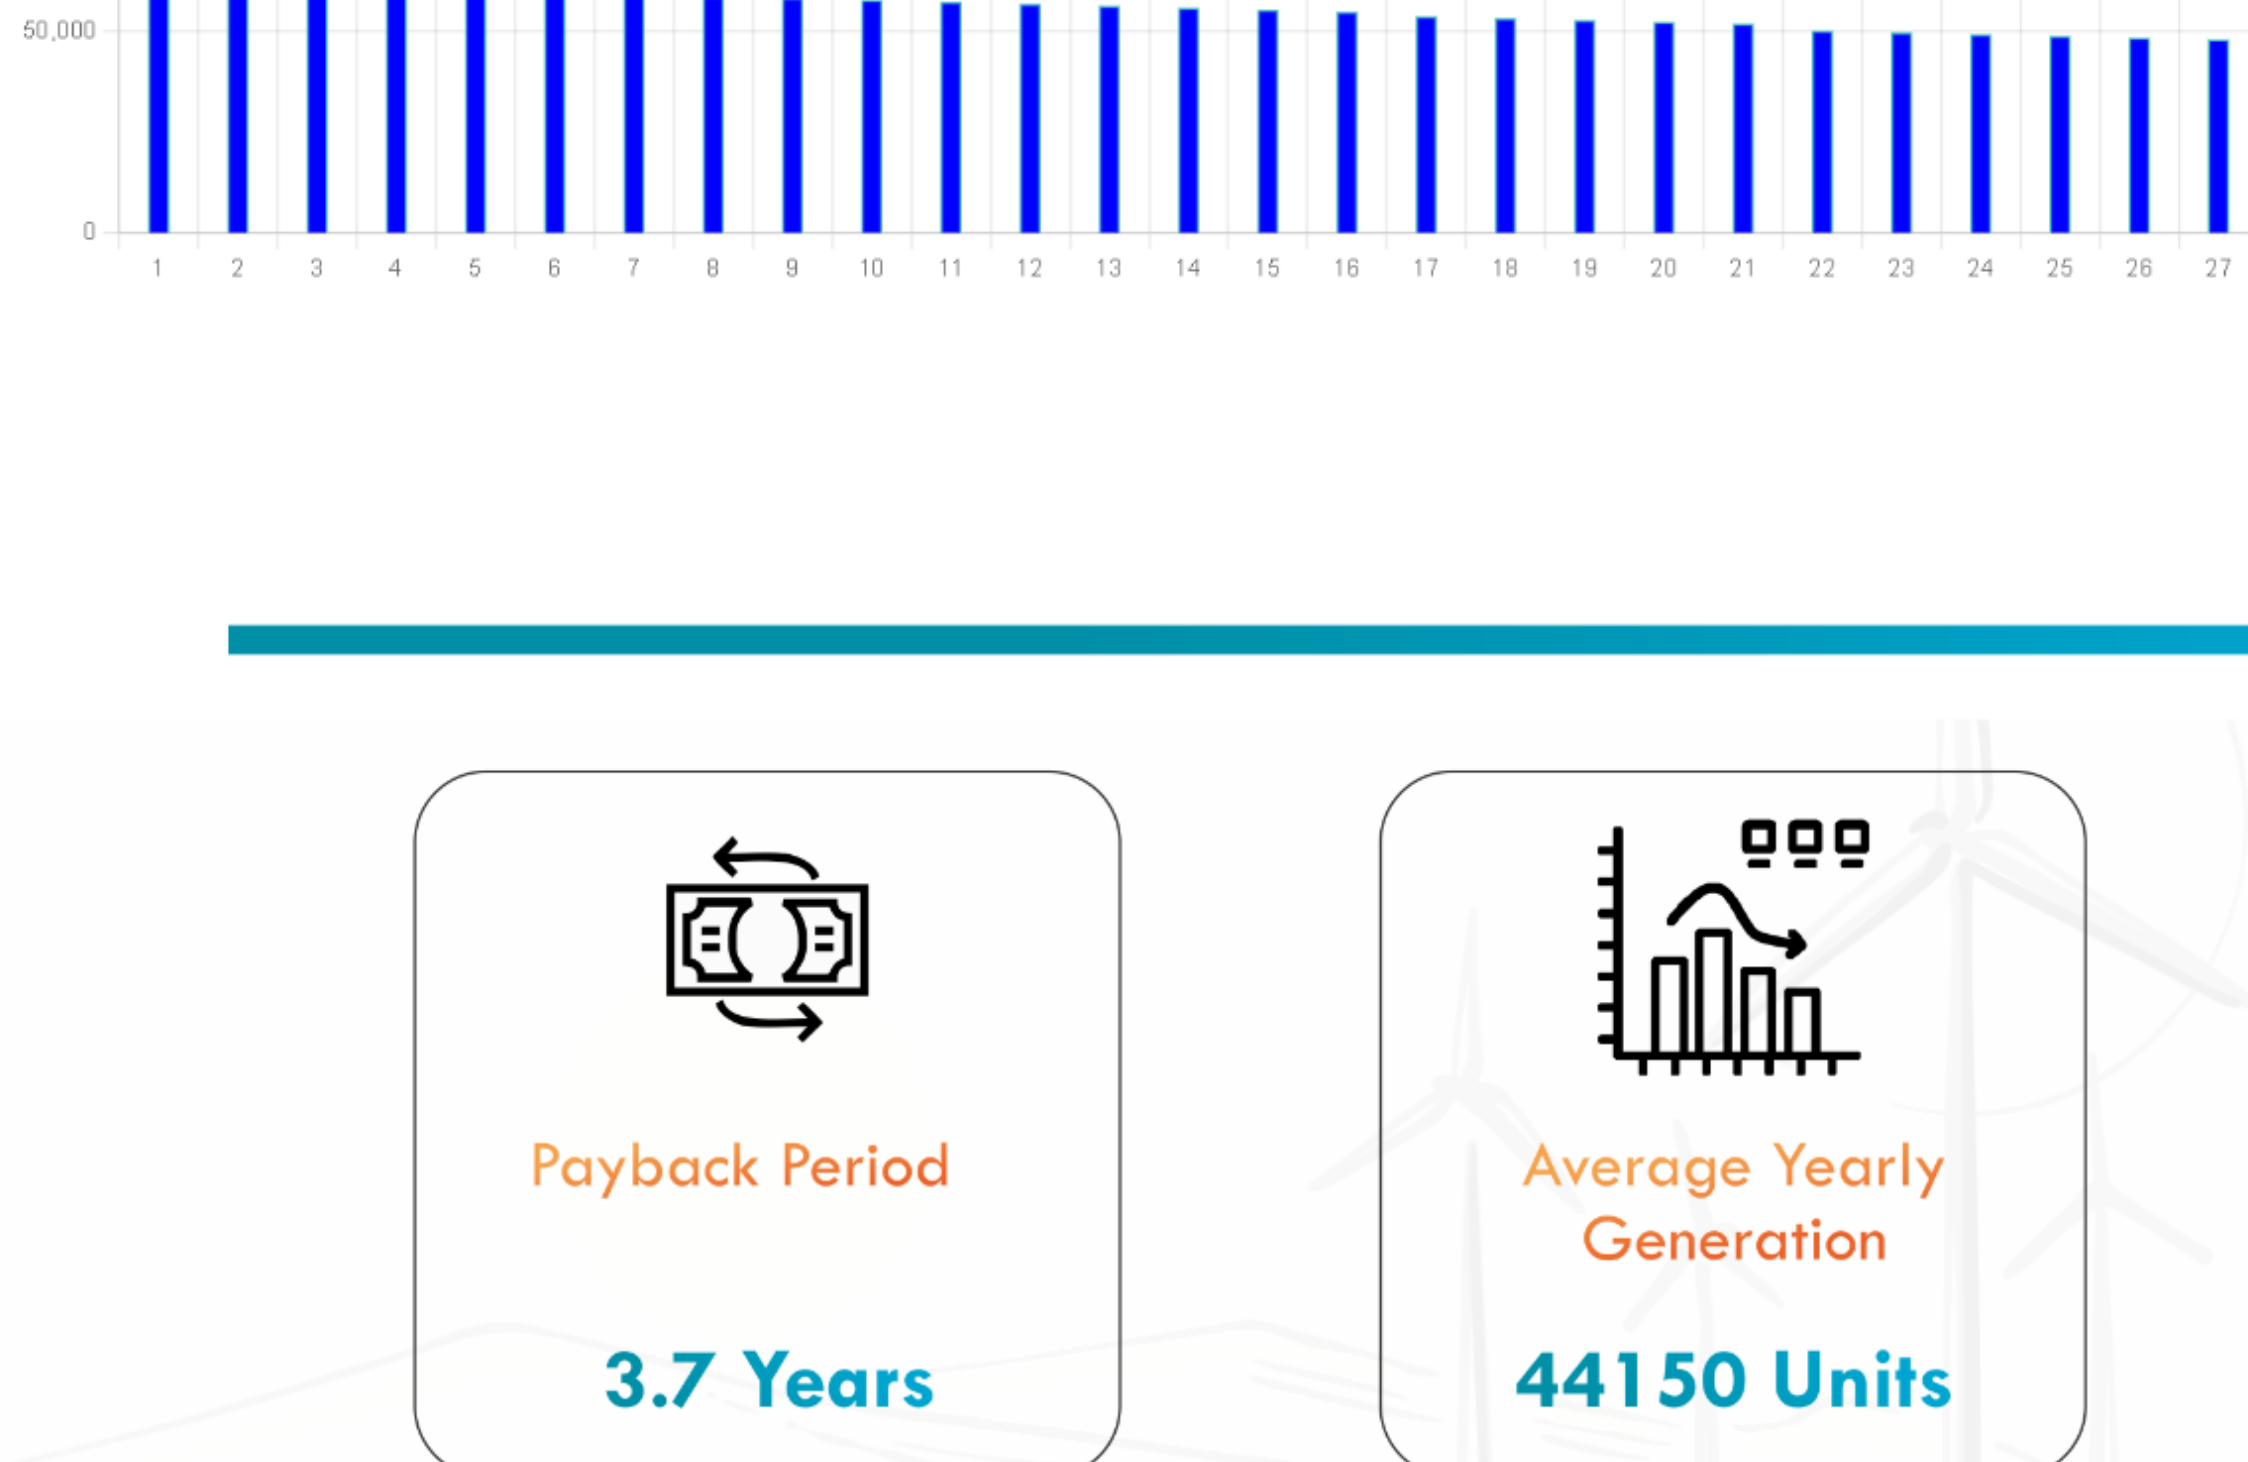 50,000
0
1 2 3 4 5 6 7 8 9 10 11 12 13 14 15 16 17 18 19 20 21 22 23 24 25 26 27
Payback Period
3.7 Years
Average Yearly
Generation
44150 Units